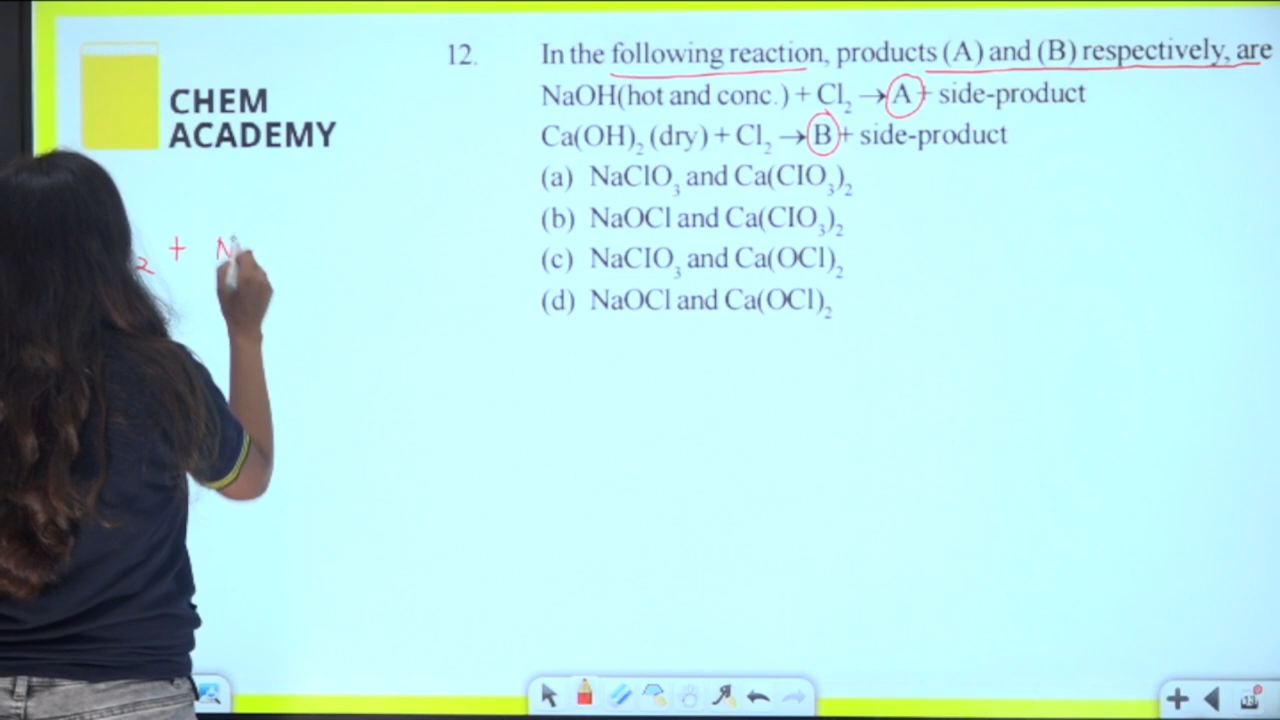 CHEM
ACADEMY
12. In the following reaction, products (A) and (B) respectively, are
NaOH(hot and conc.) + Cl₂ → A + side-product
Ca(OH)₂ (dry) + Cl₂ → B + side-product
(a) NaClO₃ and Ca(ClO₃)₂
(b) NaOCl and Ca(ClO₃)₂
(c) NaClO₃ and Ca(OCl)₂
(d) NaOCl and Ca(OCl)₂
₂ + N